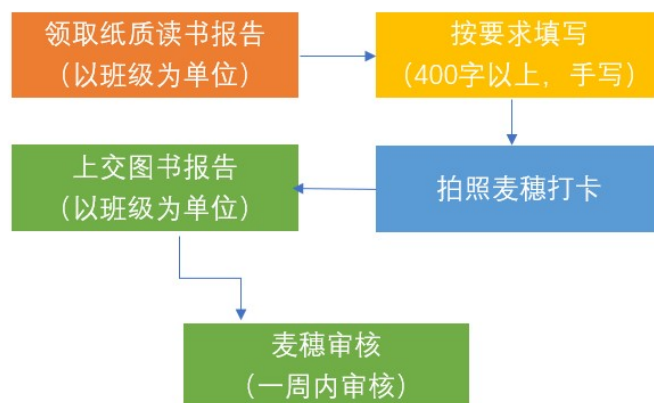 领取纸质读书报告
（以班级为单位）
按要求填写
（400字以上，手写）
拍照麦穗打卡
上交图书报告
（以班级为单位）
麦穗审核
（一周内审核）